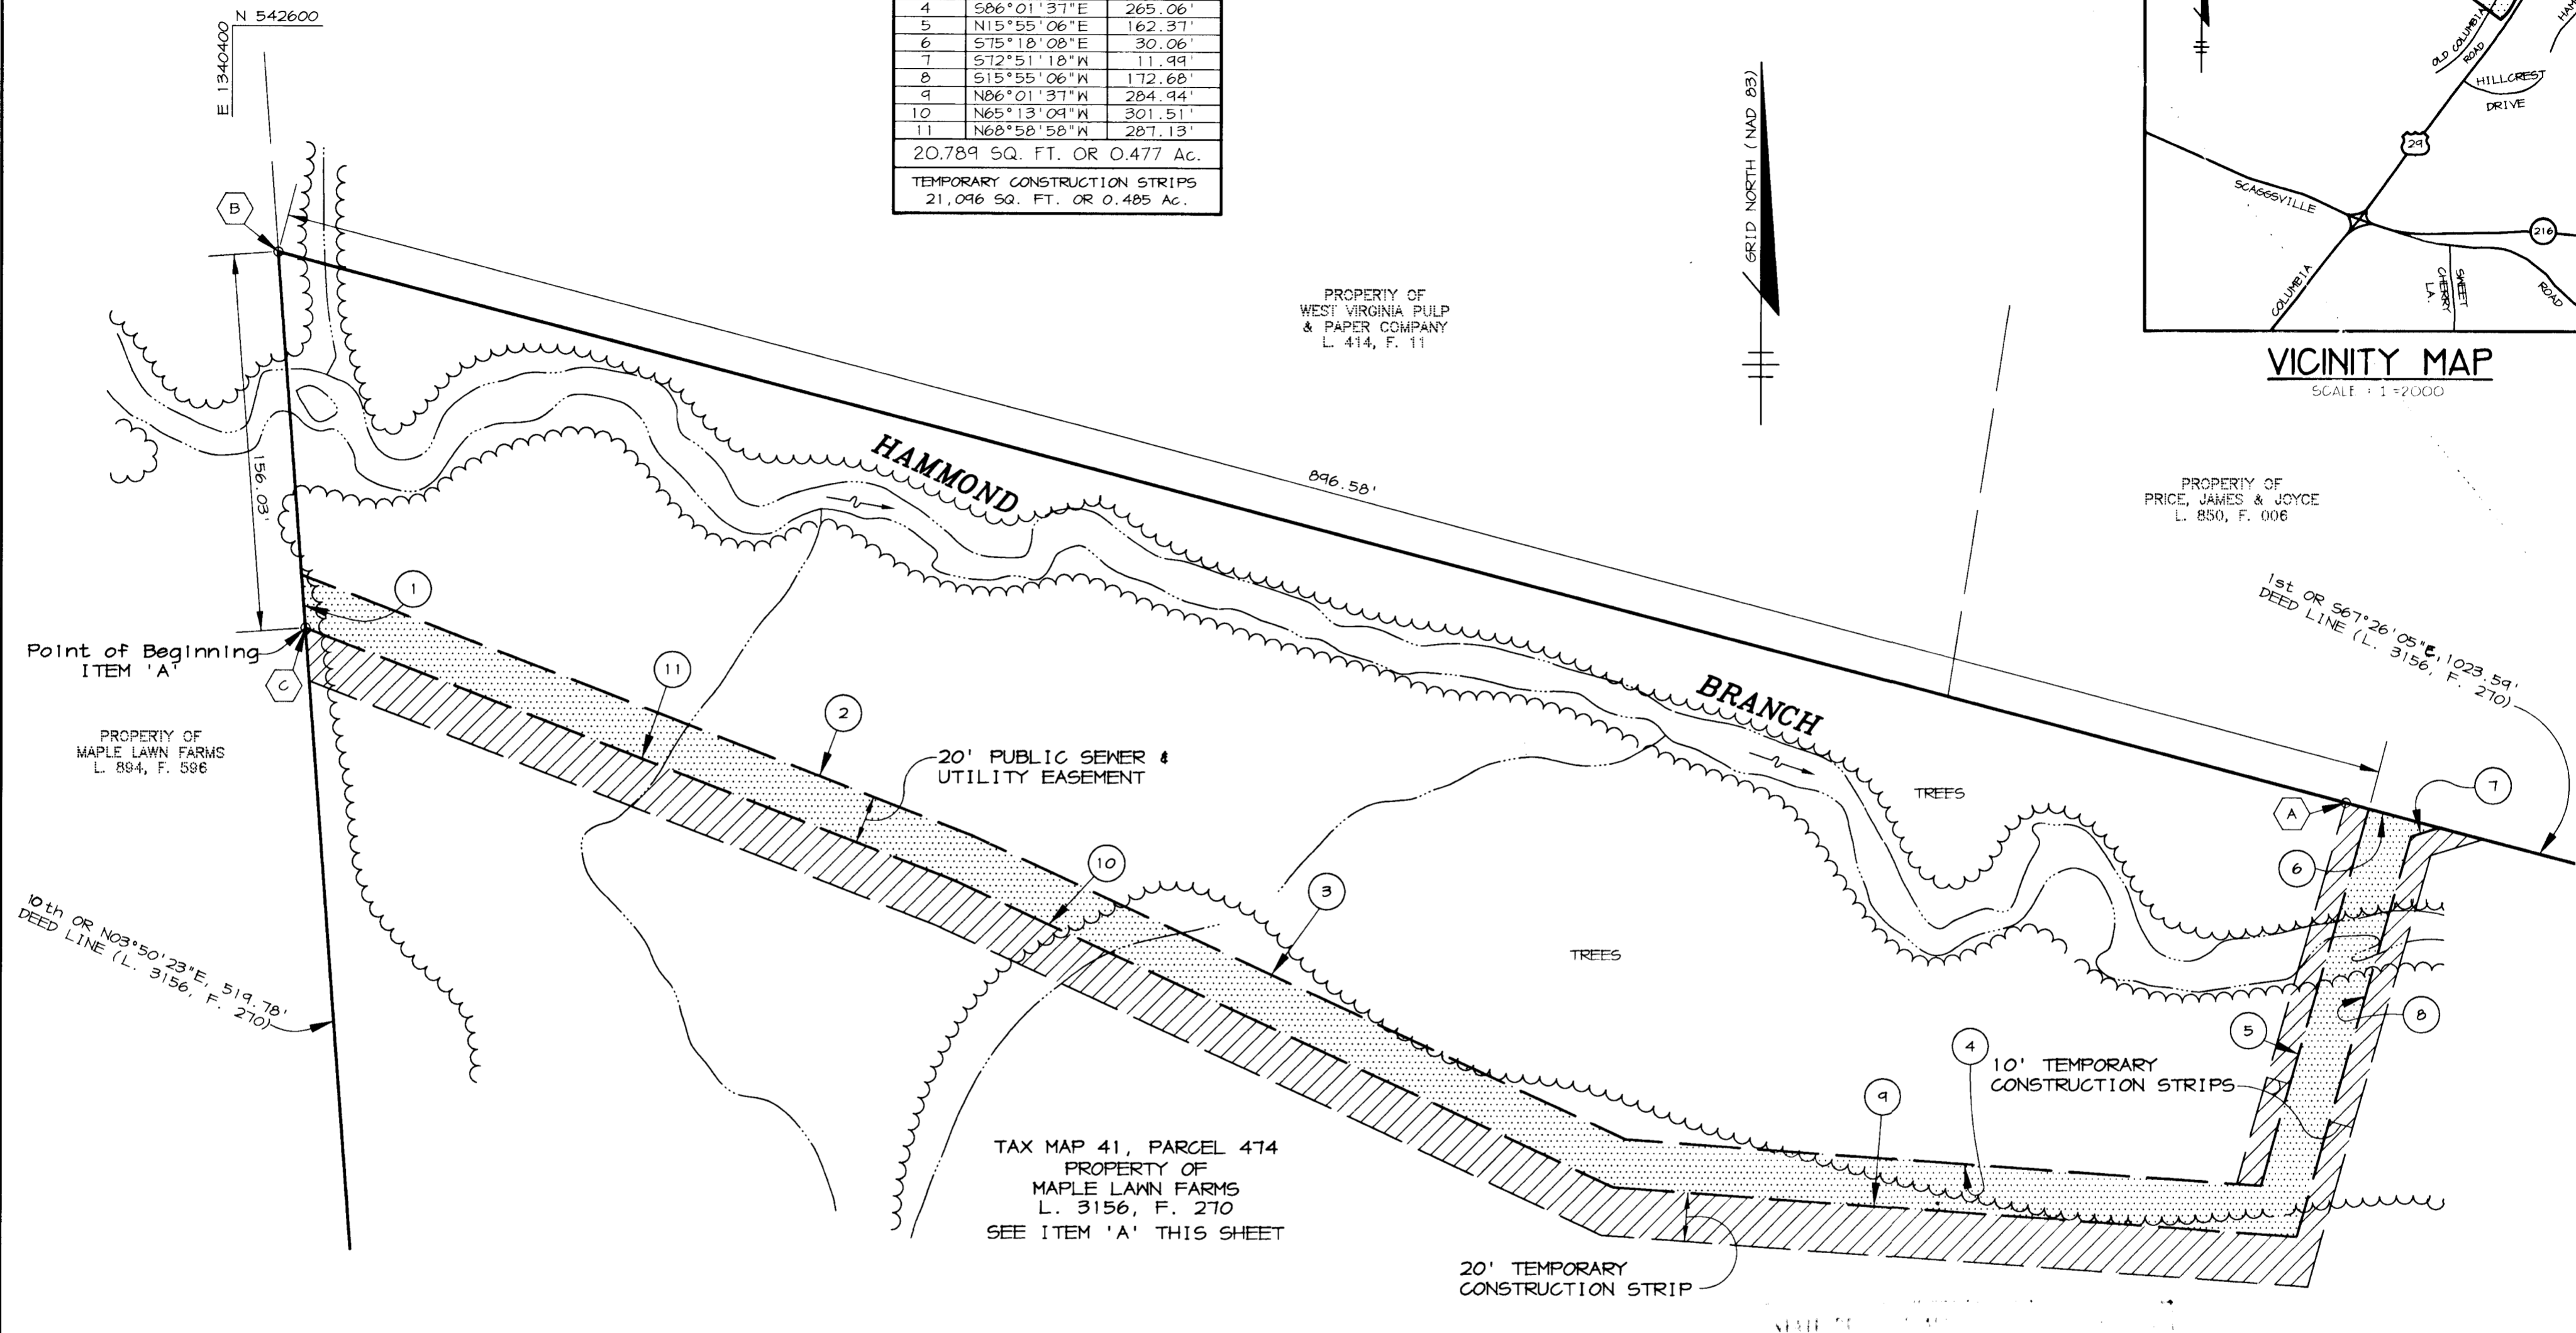 N 542600
E 1340400
4 S86°01'37"E 265.06'
5 N15°55'06"E 162.37'
6 S75°18'08"E 30.06'
7 S72°51'18"W 11.99'
8 S15°55'06"W 172.68'
9 N86°01'37"W 284.94'
10 N65°13'09"W 301.51'
11 N68°58'58"W 287.13'
20.789 SQ. FT. OR 0.477 Ac.
TEMPORARY CONSTRUCTION STRIPS
21,096 SQ. FT. OR 0.485 Ac.
GRID NORTH (NAD 83)
OLD COLUMBIA
ROAD
HILLCREST
DRIVE
29
SCAGGSVILLE
216
COLUMBIA
SWEET
CHERRY
LA.
ROAD
VICINITY MAP
SCALE : 1"=2000
B
PROPERTY OF
WEST VIRGINIA PULP
& PAPER COMPANY
L. 414, F. 11
HAMMOND
896.58'
156.03'
PROPERTY OF
PRICE, JAMES & JOYCE
L. 850, F. 006
1st OR S67°26'05"E, 1023.59'
DEED LINE (L. 3156, F. 270)
1
Point of Beginning
ITEM 'A'
C
11
2
BRANCH
PROPERTY OF
MAPLE LAWN FARMS
L. 894, F. 596
20' PUBLIC SEWER &
UTILITY EASEMENT
TREES
7
A
6
10
3
10th OR N03°50'23"E, 519.78'
DEED LINE (L. 3156, F. 270)
TREES
8
5
4
10' TEMPORARY
CONSTRUCTION STRIPS
9
TAX MAP 41, PARCEL 474
PROPERTY OF
MAPLE LAWN FARMS
L. 3156, F. 270
SEE ITEM 'A' THIS SHEET
20' TEMPORARY
CONSTRUCTION STRIP